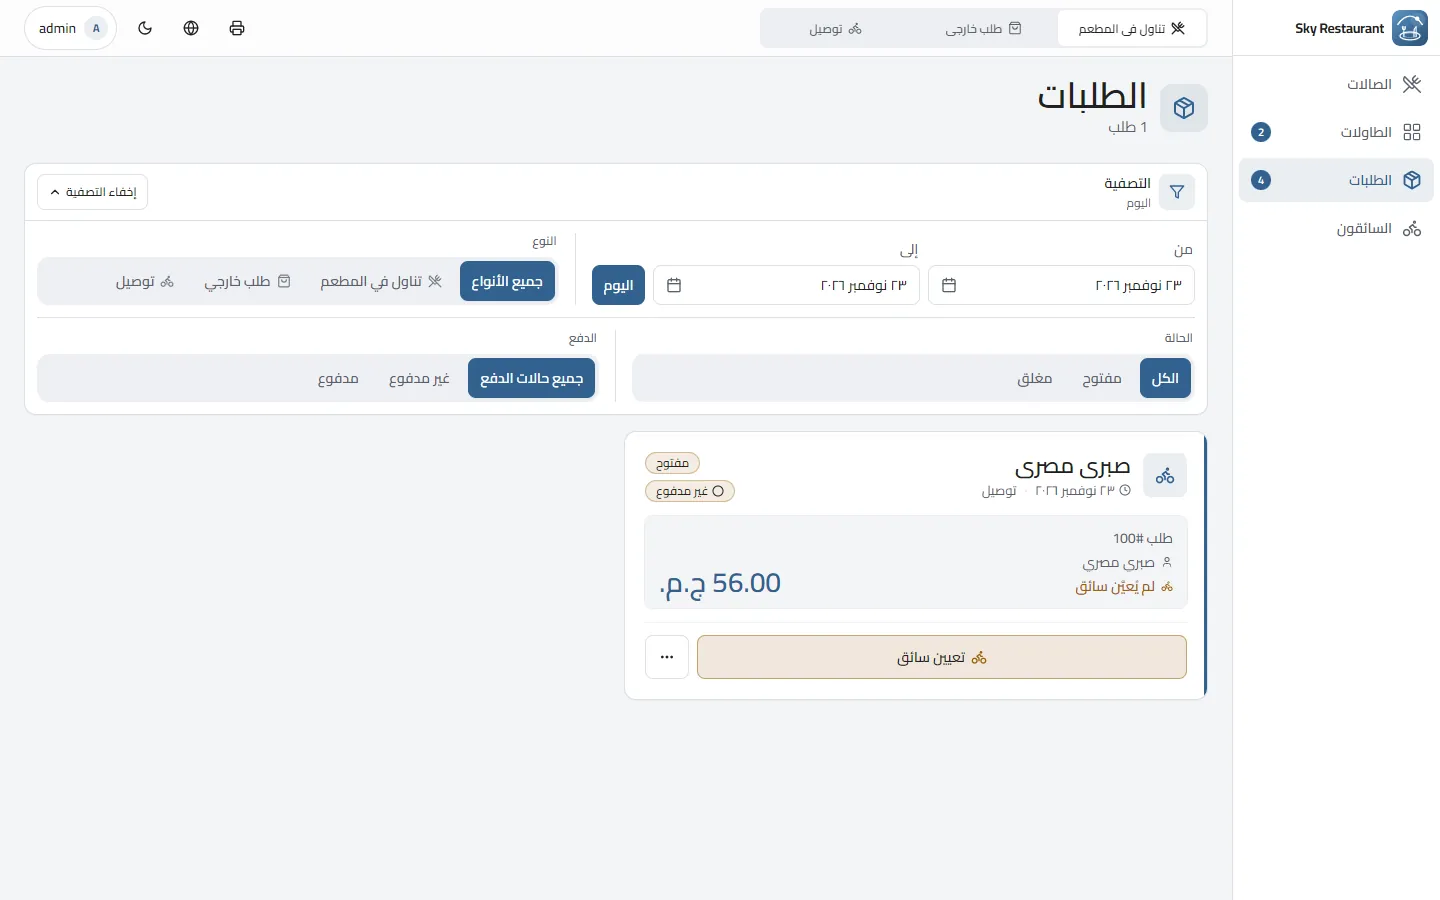 Sky Restaurant
الصالات
الطاولات
2
الطلبات
4
السائقون
تناول في المطعم
طلب خارجي
توصيل
A
admin
الطلبات
1 طلب
التصفية
اليوم
إخفاء التصفية
من
٢٣ نوفمبر ٢٠٢٦
إلى
٢٣ نوفمبر ٢٠٢٦
اليوم
النوع
جميع الأنواع
تناول في المطعم
طلب خارجي
توصيل
الحالة
الكل
مفتوح
مغلق
الدفع
جميع حالات الدفع
غير مدفوع
مدفوع
صبرى مصرى
٢٣ نوفمبر ٢٠٢٦ · توصيل
مفتوح
غير مدفوع
طلب #100
صبري مصري
لم يُعيَّن سائق
56.00 ج.م.
تعيين سائق